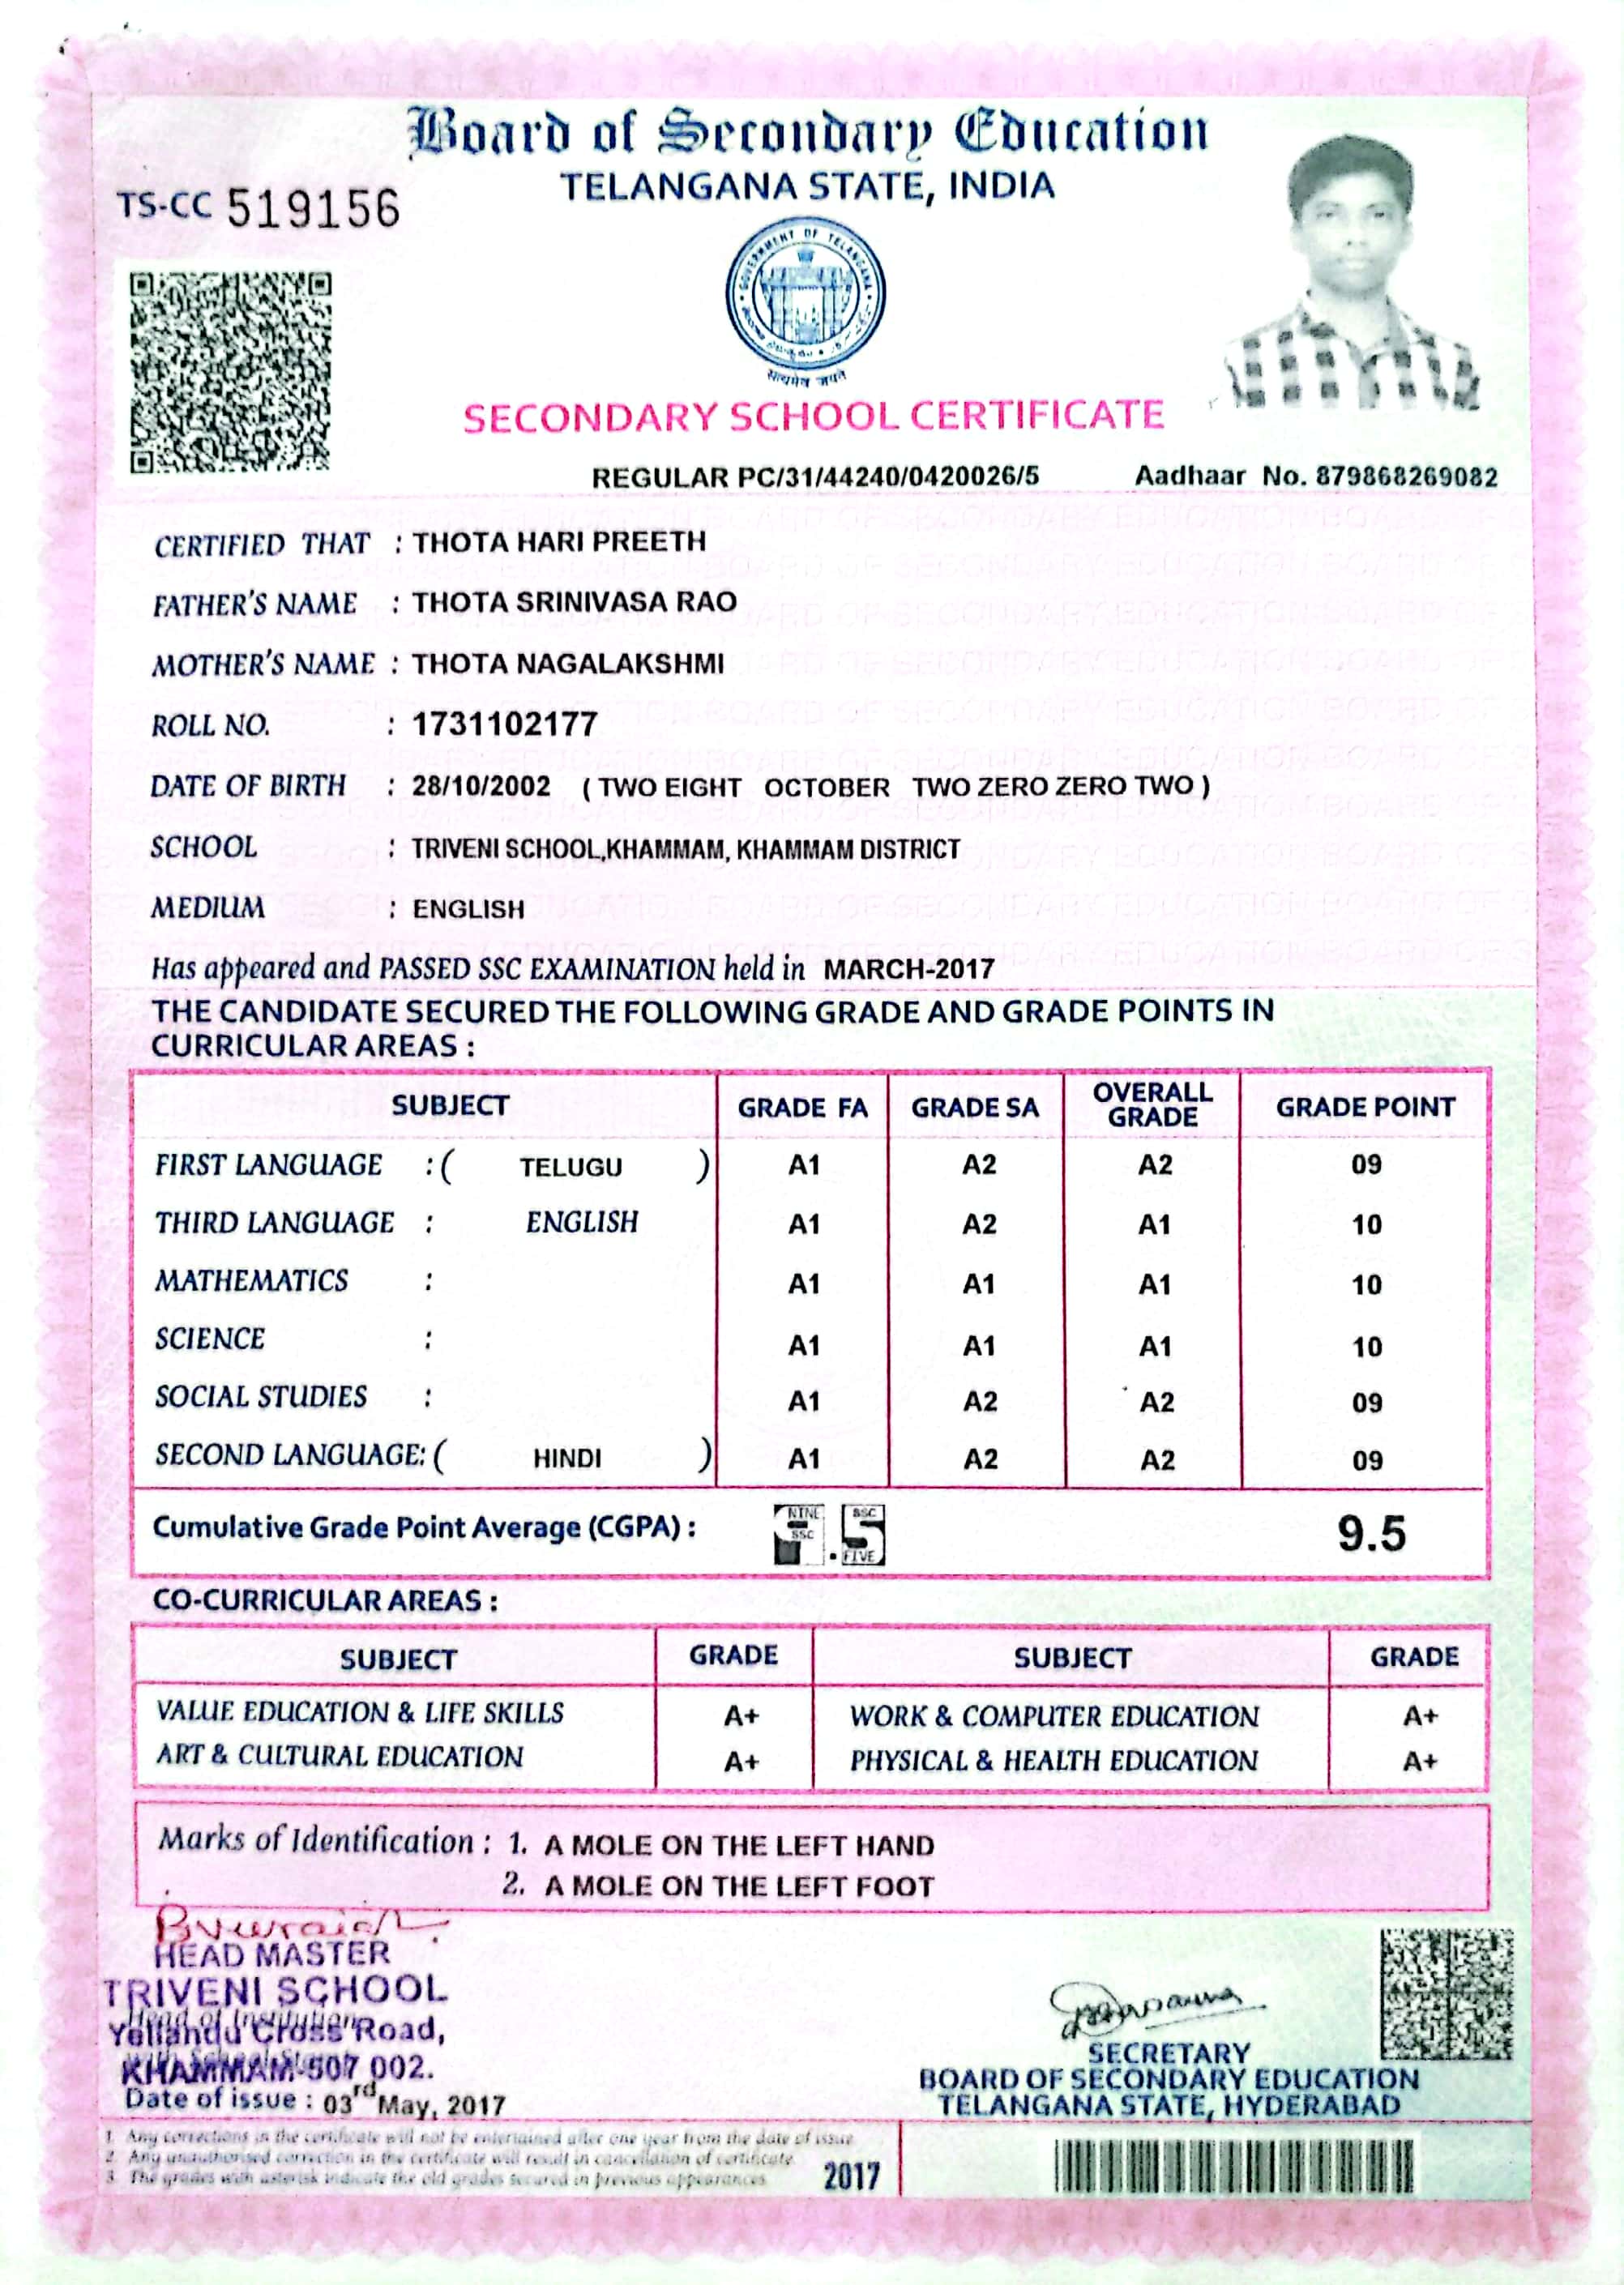 Board of Secondary Education
TELANGANA STATE, INDIA
TS-CC 519156
GOVERNMENT OF TELANGANA
सत्यमेव जयते
SECONDARY SCHOOL CERTIFICATE
REGULAR PC/31/44240/0420026/5 Aadhaar No. 879868269082
CERTIFIED THAT : THOTA HARI PREETH
FATHER'S NAME : THOTA SRINIVASA RAO
MOTHER'S NAME : THOTA NAGALAKSHMI
ROLL NO. : 1731102177
DATE OF BIRTH : 28/10/2002 ( TWO EIGHT OCTOBER TWO ZERO ZERO TWO )
SCHOOL : TRIVENI SCHOOL,KHAMMAM, KHAMMAM DISTRICT
MEDIUM : ENGLISH
Has appeared and PASSED SSC EXAMINATION held in MARCH-2017
THE CANDIDATE SECURED THE FOLLOWING GRADE AND GRADE POINTS IN
CURRICULAR AREAS :
SUBJECT GRADE FA GRADE SA OVERALL GRADE GRADE POINT
FIRST LANGUAGE : ( TELUGU ) A1 A2 A2 09
THIRD LANGUAGE : ENGLISH A1 A2 A1 10
MATHEMATICS : A1 A1 A1 10
SCIENCE : A1 A1 A1 10
SOCIAL STUDIES : A1 A2 A2 09
SECOND LANGUAGE: ( HINDI ) A1 A2 A2 09
Cumulative Grade Point Average (CGPA) : NINE SSC . 5 SSC FIVE 9.5
CO-CURRICULAR AREAS :
SUBJECT GRADE SUBJECT GRADE
VALUE EDUCATION & LIFE SKILLS A+ WORK & COMPUTER EDUCATION A+
ART & CULTURAL EDUCATION A+ PHYSICAL & HEALTH EDUCATION A+
Marks of Identification : 1. A MOLE ON THE LEFT HAND
2. A MOLE ON THE LEFT FOOT
HEAD MASTER
TRIVENI SCHOOL
Head of Institution
Yellandu Cross Road,
with School Stamp
KHAMMAM-507 002.
Date of issue : 03rd May, 2017
SECRETARY
BOARD OF SECONDARY EDUCATION
TELANGANA STATE, HYDERABAD
1. Any corrections in the certificate will not be entertained after one year from the date of issue.
2. Any unauthorised correction in the certificate will result in cancellation of certificate.
3. The grades with asterisk indicate the old grades secured in previous appearances.
2017